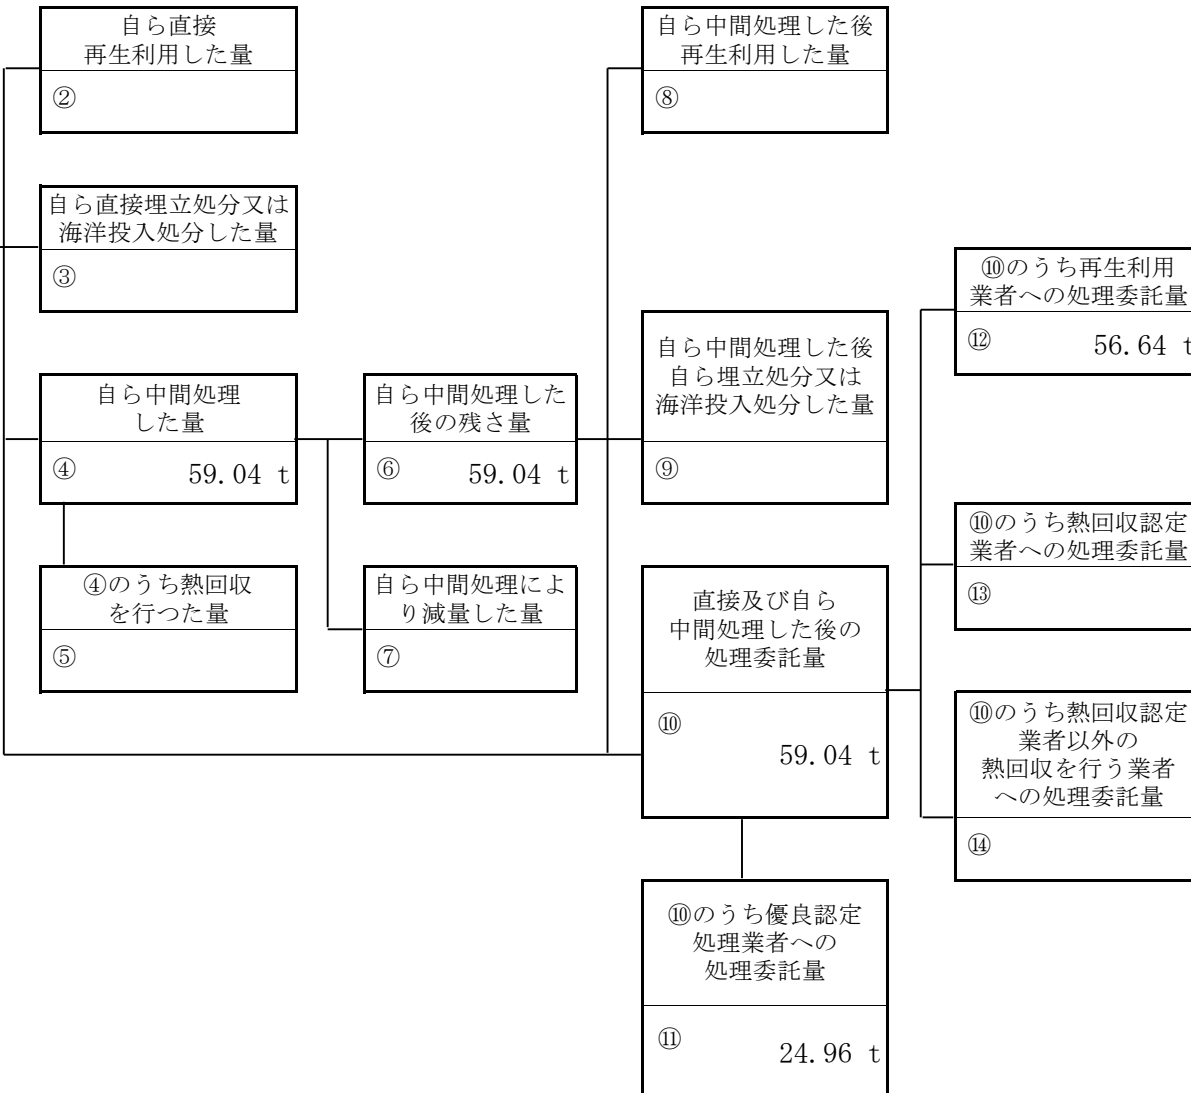 自ら直接
再生利用した量
②
自ら中間処理した後
再生利用した量
⑧
自ら直接埋立処分又は
海洋投入処分した量
③
⑩のうち再生利用
業者への処理委託量
⑫ 56.64 t
自ら中間処理した後
自ら埋立処分又は
海洋投入処分した量
⑨
自ら中間処理
した量
④ 59.04 t
自ら中間処理した
後の残さ量
⑥ 59.04 t
⑩のうち熱回収認定
業者への処理委託量
⑬
④のうち熱回収
を行つた量
⑤
自ら中間処理によ
り減量した量
⑦
直接及び自ら
中間処理した後の
処理委託量
⑩
59.04 t
⑩のうち熱回収認定
業者以外の
熱回収を行う業者
への処理委託量
⑭
⑩のうち優良認定
処理業者への
処理委託量
⑪ 24.96 t